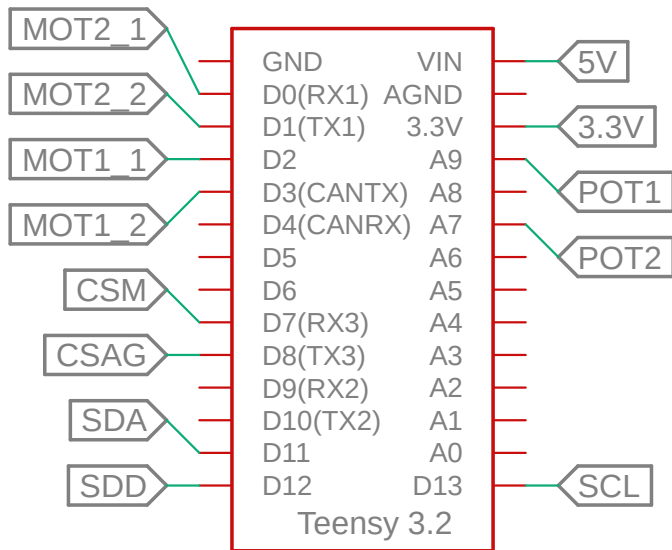 MOT2_1
MOT2_2
MOT1_1
MOT1_2
CSM
CSAG
SDA
SDD
GND VIN
D0(RX1) AGND
D1(TX1) 3.3V
D2 A9
D3(CANTX) A8
D4(CANRX) A7
D5 A6
D6 A5
D7(RX3) A4
D8(TX3) A3
D9(RX2) A2
D10(TX2) A1
D11 A0
D12 D13
Teensy 3.2
5V
3.3V
POT1
POT2
SCL